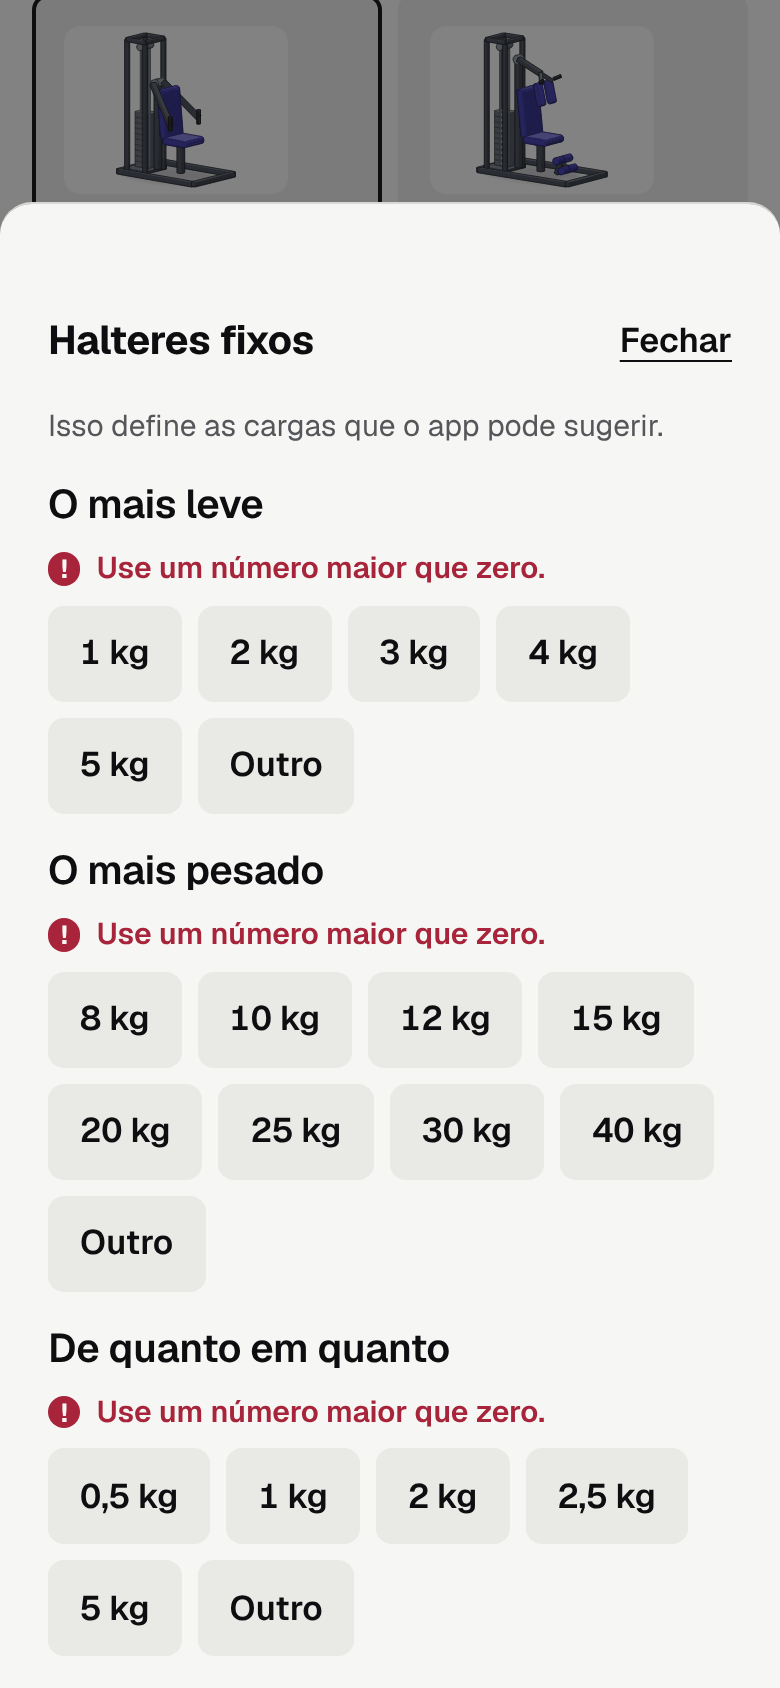 Halteres fixos
Fechar
Isso define as cargas que o app pode sugerir.
O mais leve
! Use um número maior que zero.
1 kg 2 kg 3 kg 4 kg
5 kg Outro
O mais pesado
! Use um número maior que zero.
8 kg 10 kg 12 kg 15 kg
20 kg 25 kg 30 kg 40 kg
Outro
De quanto em quanto
! Use um número maior que zero.
0,5 kg 1 kg 2 kg 2,5 kg
5 kg Outro